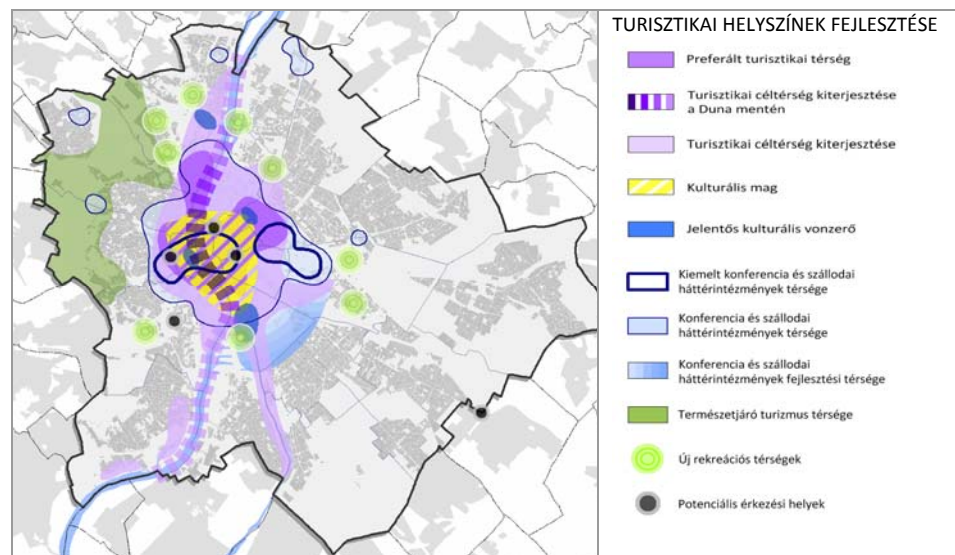 TURISZTIKAI HELYSZÍNEK FEJLESZTÉSE
Preferált turisztikai térség
Turisztikai céltérség kiterjesztése
a Duna mentén
Turisztikai céltérség kiterjesztése
Kulturális mag
Jelentős kulturális vonzerő
Kiemelt konferencia és szállodai
háttérintézmények térsége
Konferencia és szállodai
háttérintézmények térsége
Konferencia és szállodai
háttérintézmények fejlesztési térsége
Természetjáró turizmus térsége
Új rekreációs térségek
Potenciális érkezési helyek